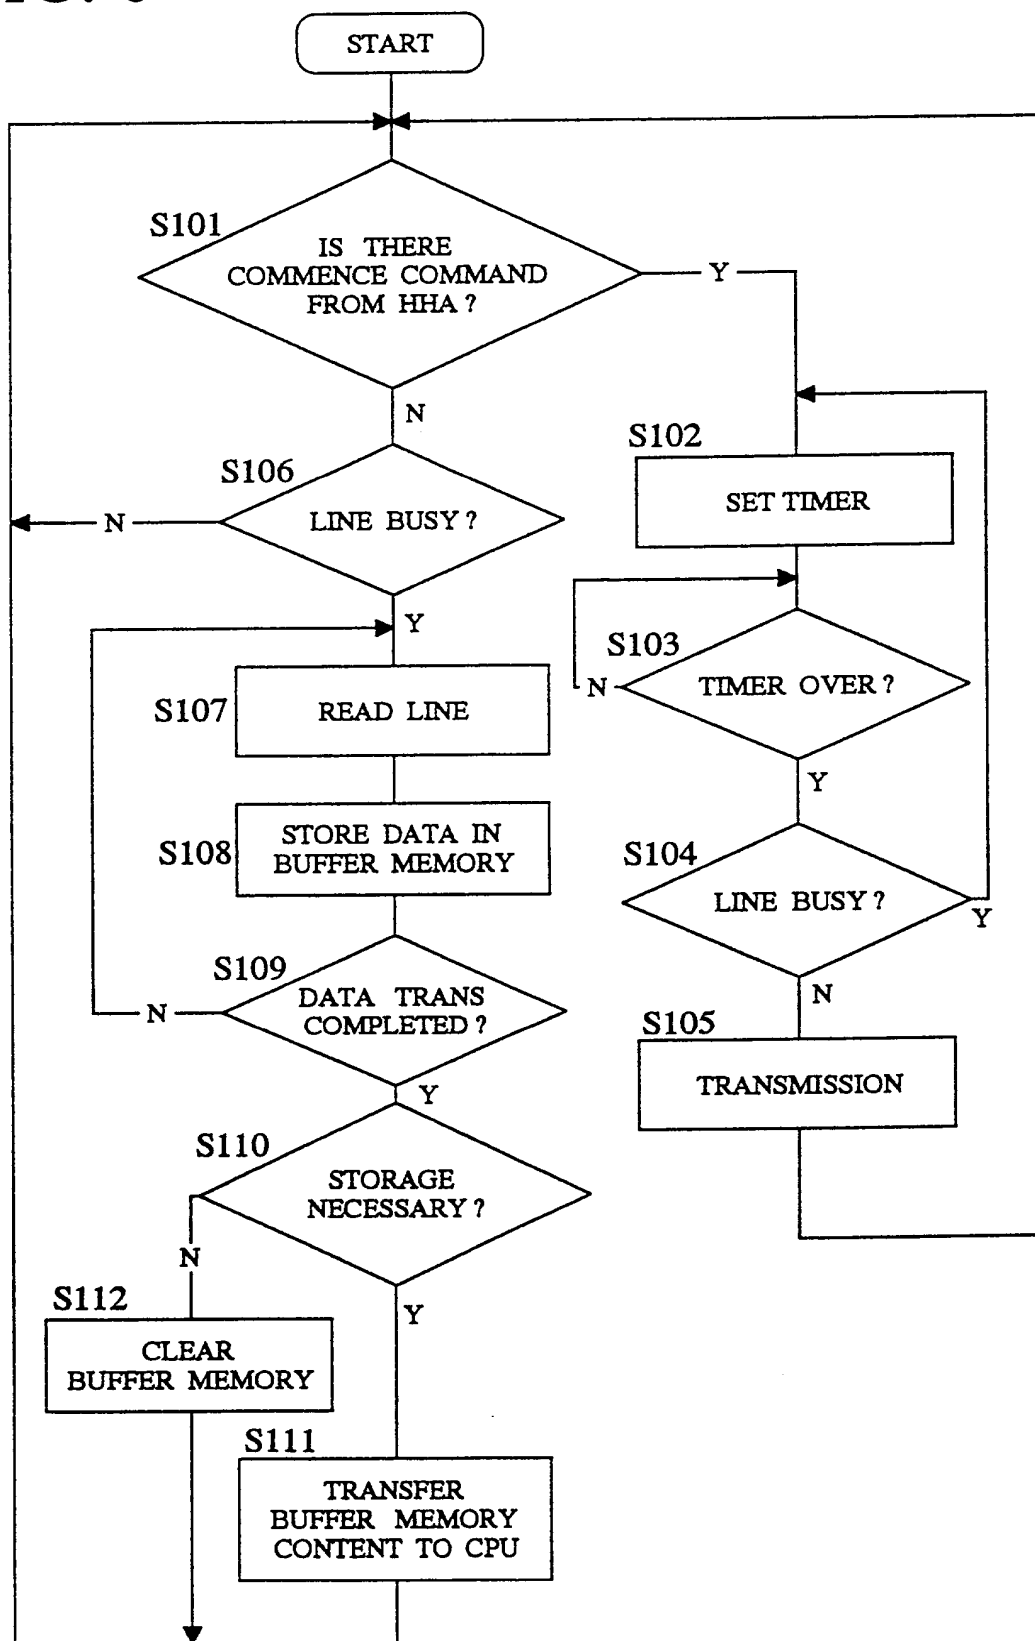 START
S101
IS THERE
COMMENCE COMMAND
FROM HHA ?
Y
N
S102
SET TIMER
S106
LINE BUSY ?
N
Y
S103
TIMER OVER ?
N
Y
S107
READ LINE
S108
STORE DATA IN
BUFFER MEMORY
S104
LINE BUSY ?
Y
N
S109
DATA TRANS
COMPLETED ?
N
Y
S105
TRANSMISSION
S110
STORAGE
NECESSARY ?
N
Y
S112
CLEAR
BUFFER MEMORY
S111
TRANSFER
BUFFER MEMORY
CONTENT TO CPU